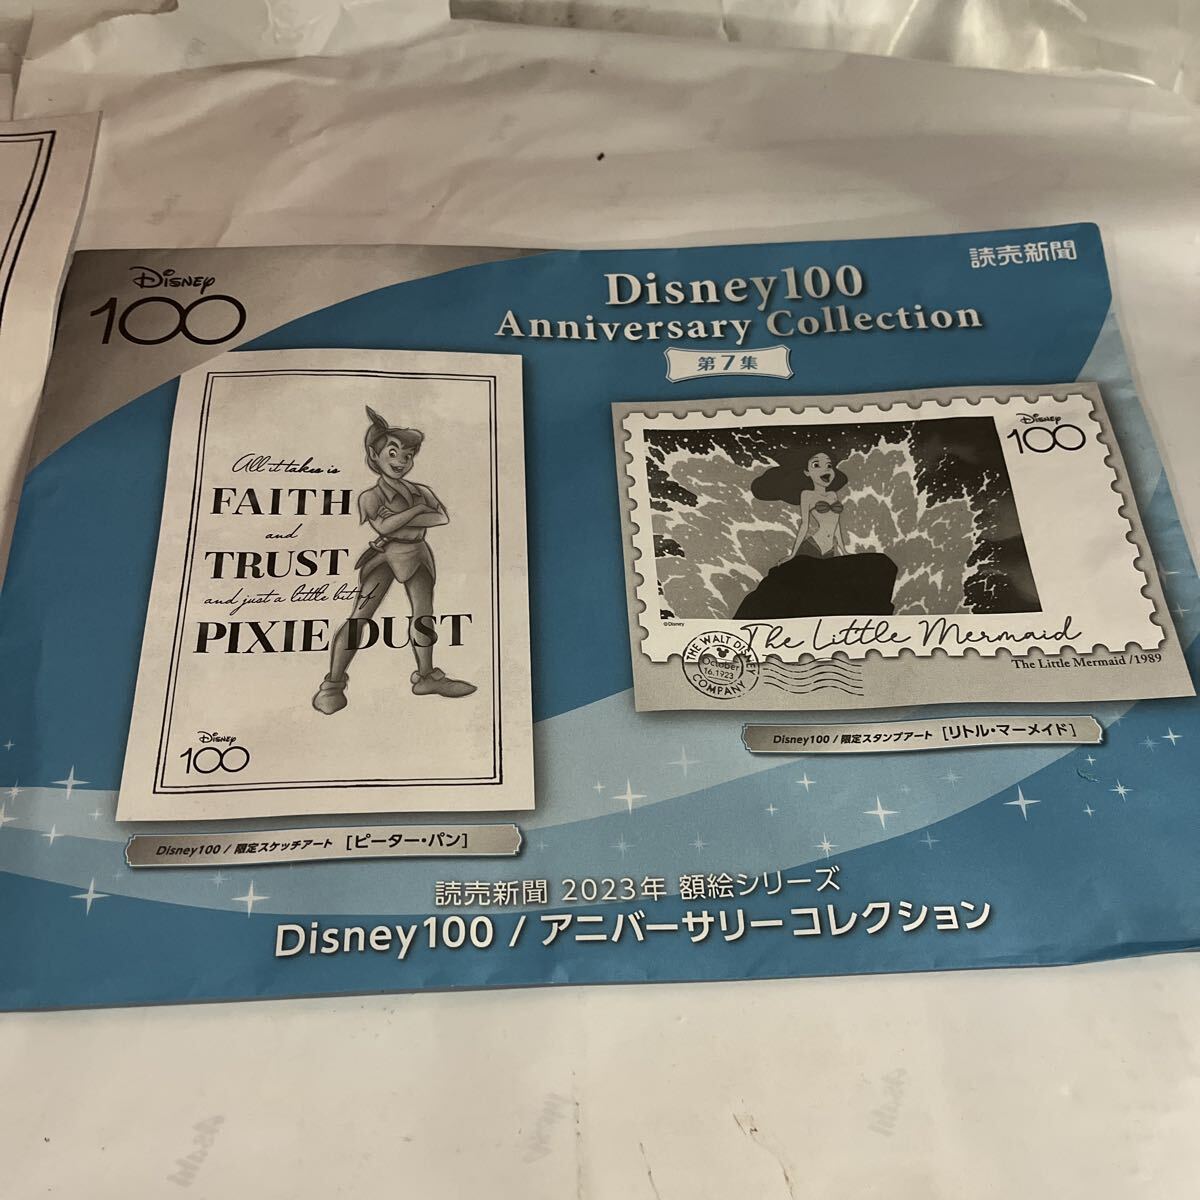 Disney
100
読売新聞
Disney100
Anniversary Collection
第7集
All it takes is
FAITH
and
TRUST
and just a little bit of
PIXIE DUST
Disney
100
Disney100 / 限定スケッチアート [ピーター・パン]
Disney
100
©Disney
The Little Mermaid
THE WALT DISNEY
October
16.1923
COMPANY
The Little Mermaid /1989
Disney100 / 限定スタンプアート [リトル・マーメイド]
読売新聞 2023年 額絵シリーズ
Disney100 / アニバーサリーコレクション